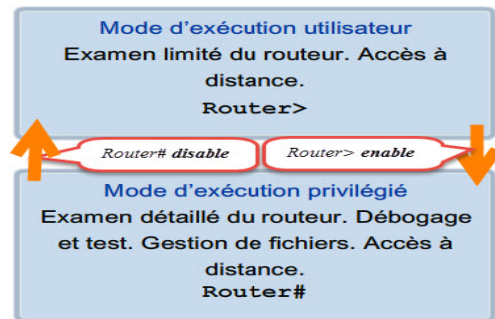 Mode d'exécution utilisateur
Examen limité du routeur. Accès à
distance.
Router>
Router# disable
Router> enable
Mode d'exécution privilégié
Examen détaillé du routeur. Débogage
et test. Gestion de fichiers. Accès à
distance.
Router#